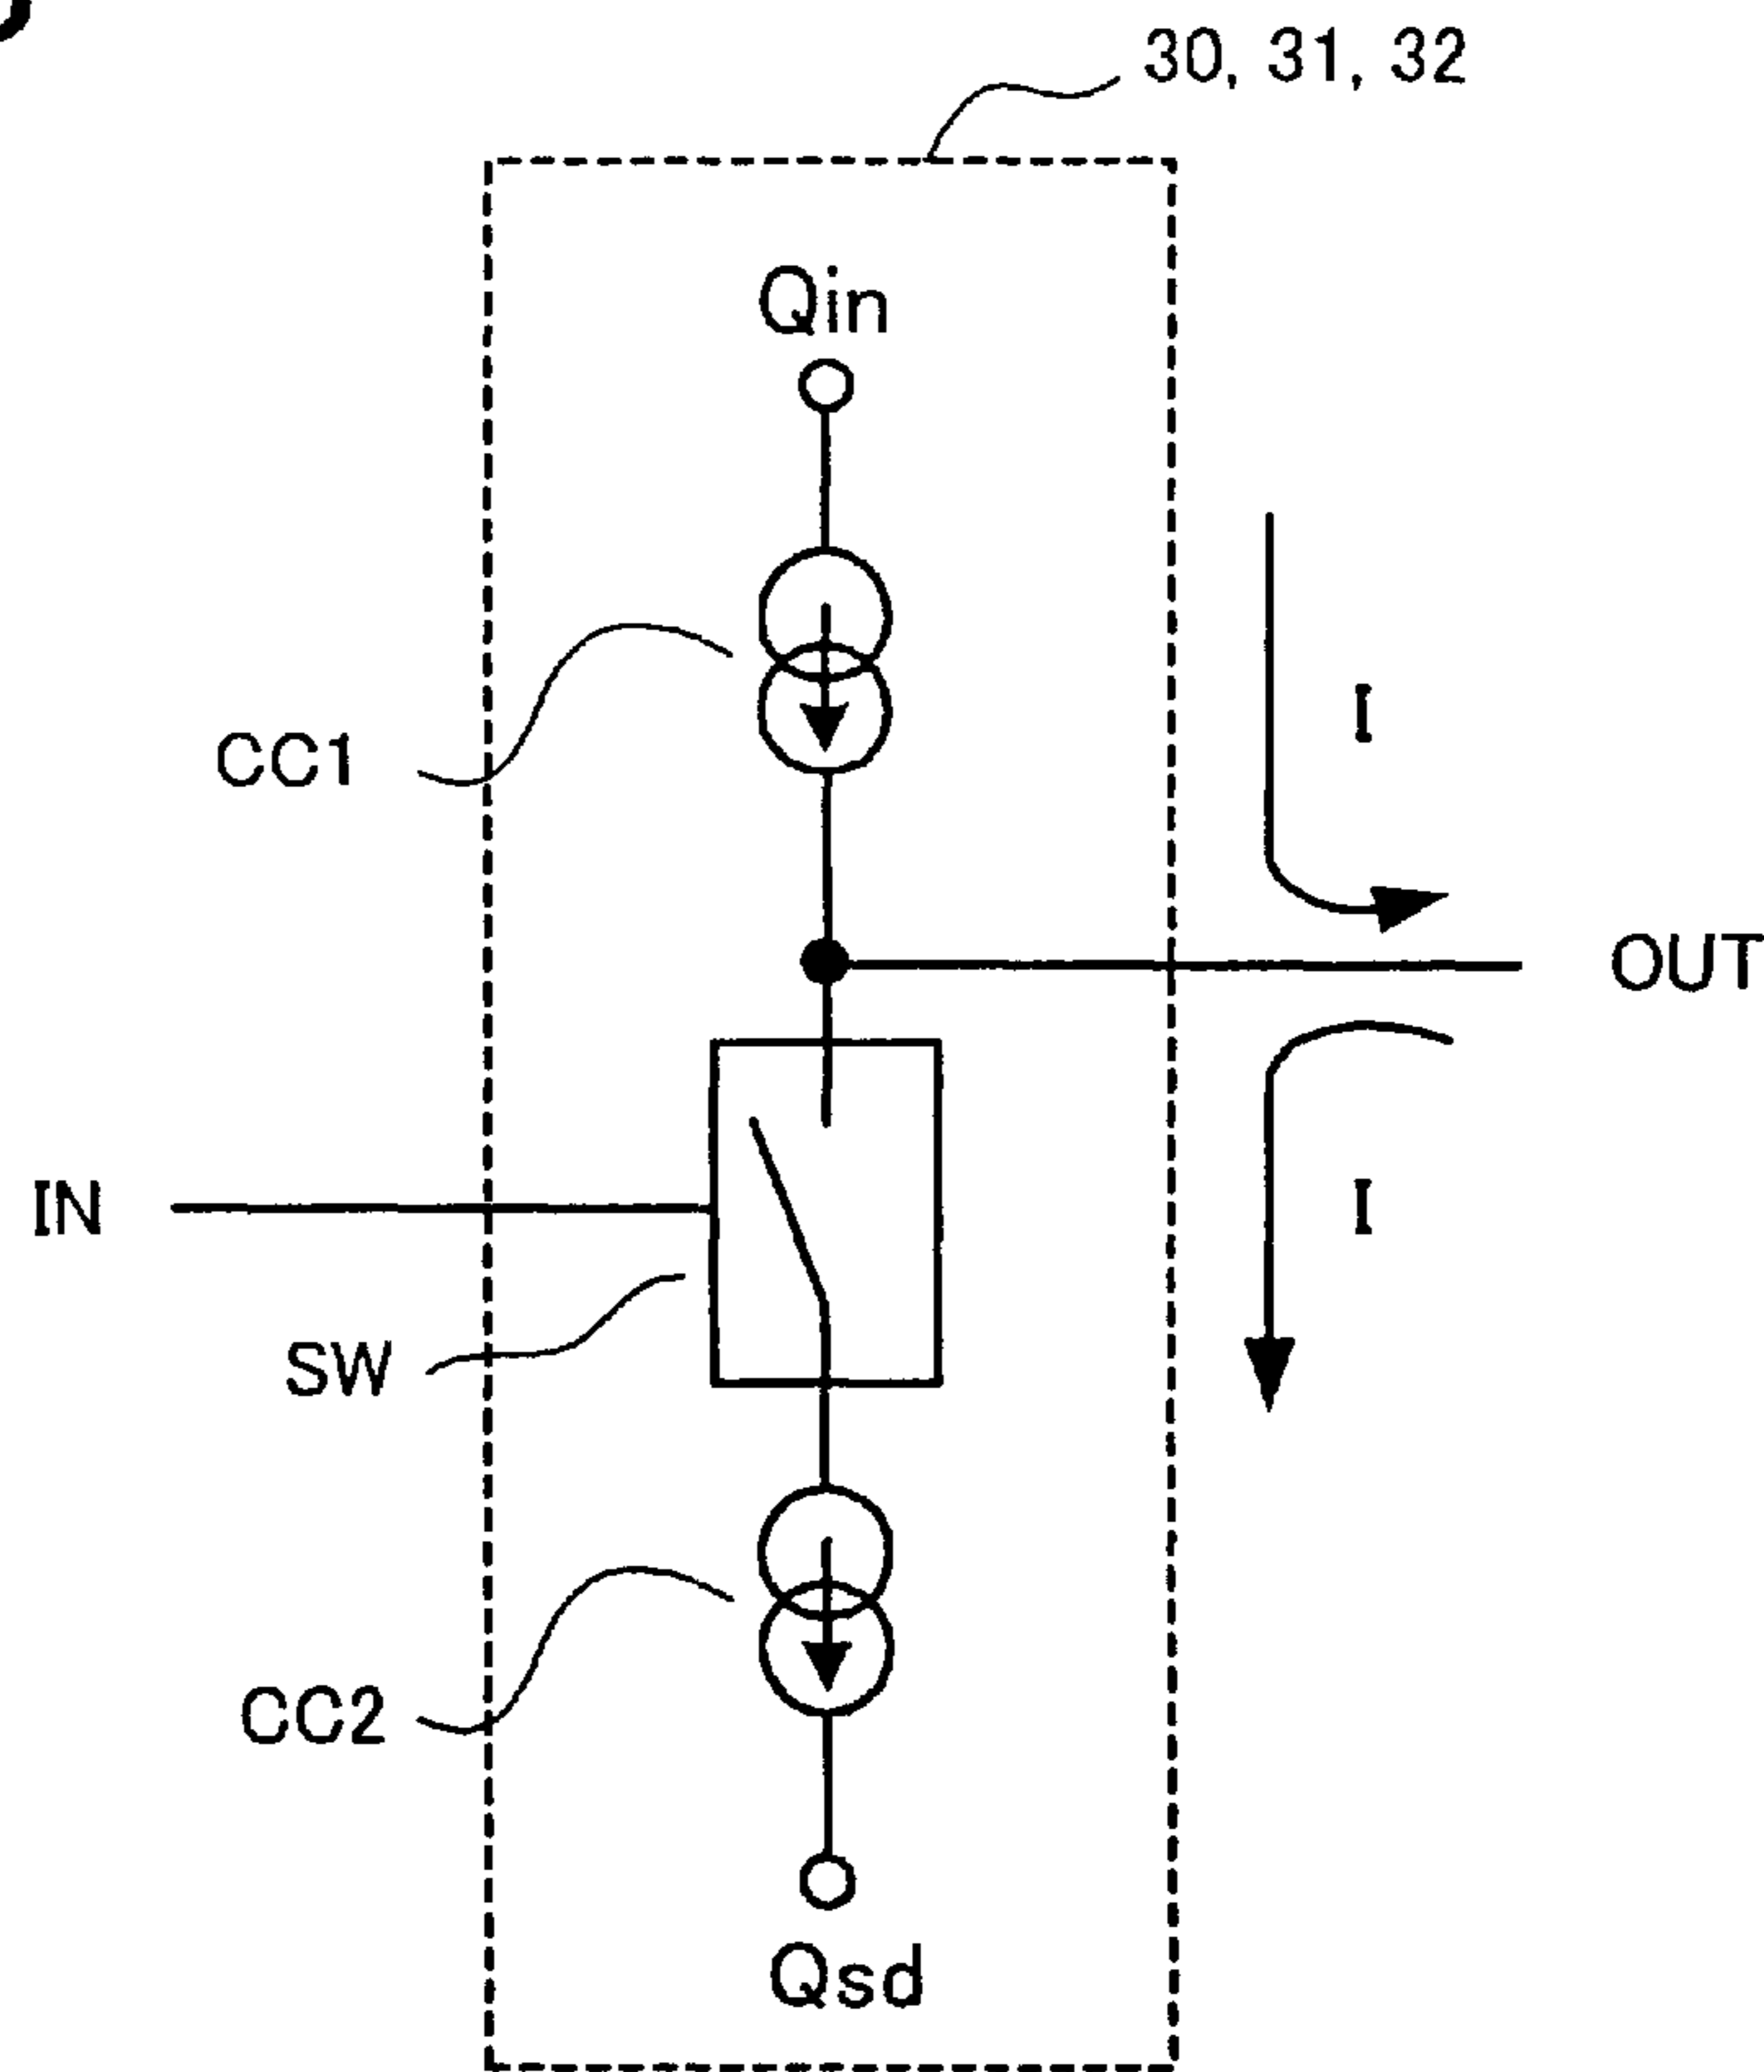 30, 31, 32
Qin
CC1
I
OUT
IN
I
SW
CC2
Qsd